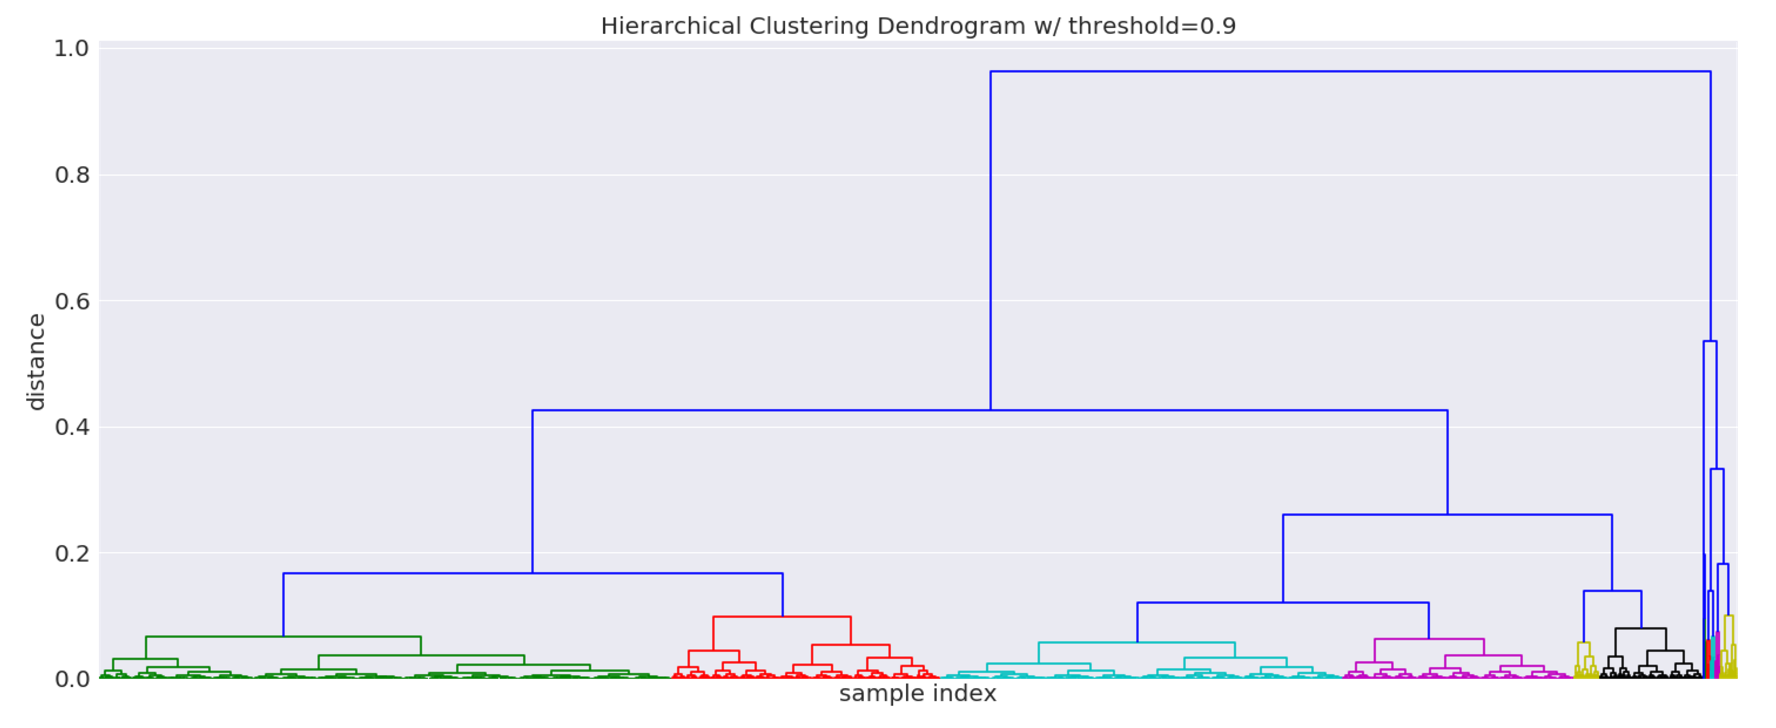 Hierarchical Clustering Dendrogram w/ threshold=0.9
1.0
0.8
0.6
0.4
0.2
0.0
distance
sample index